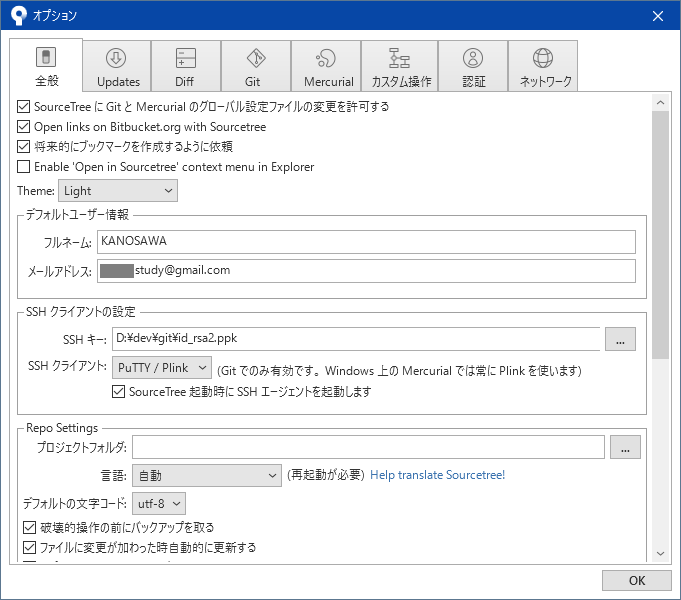 オプション
全般
Updates
Diff
Git
Mercurial
カスタム操作
認証
ネットワーク
SourceTree に Git と Mercurial のグローバル設定ファイルの変更を許可する
Open links on Bitbucket.org with Sourcetree
将来的にブックマークを作成するように依頼
Enable 'Open in Sourcetree' context menu in Explorer
Theme: Light
デフォルトユーザー情報
フルネーム: KANOSAWA
メールアドレス: study@gmail.com
SSH クライアントの設定
SSH キー: D:¥dev¥git¥id_rsa2.ppk ...
SSH クライアント: PuTTY / Plink (Git でのみ有効です。 Windows 上の Mercurial では常に Plink を使います)
SourceTree 起動時に SSH エージェントを起動します
Repo Settings
プロジェクトフォルダ: ...
言語: 自動 (再起動が必要) Help translate Sourcetree!
デフォルトの文字コード: utf-8
破壊的操作の前にバックアップを取る
ファイルに変更が加わった時自動的に更新する
OK